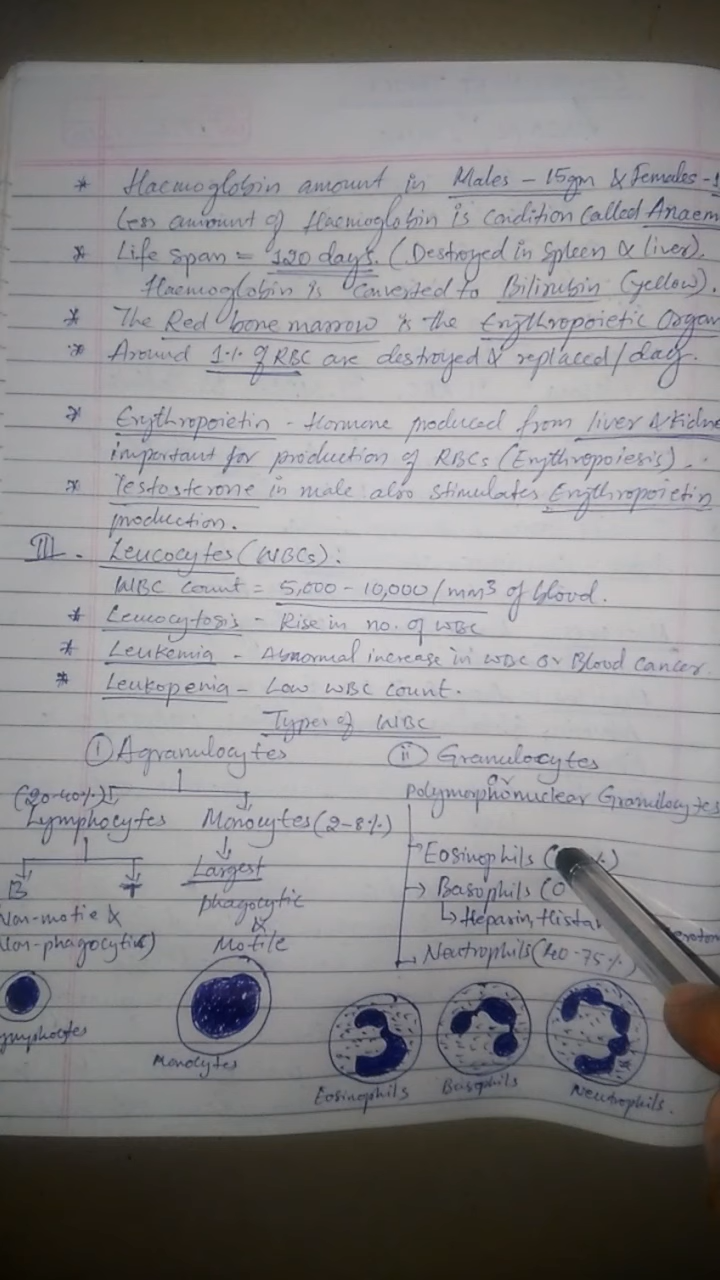 * Haemoglobin amount in Males - 15gm & Females - 1
Less amount of Haemoglobin is condition called Anaem
* Life span = 120 days. (Destroyed in Spleen & liver).
Haemoglobin is converted to Bilirubin (yellow).
* The Red bone marrow is the Erythropoietic Organ
* Around 1% of RBC are destroyed & replaced/day.
* Erythropoietin - Hormone produced from liver & Kidne
important for production of RBCs (Erythropoiesis).
* Testosterone in male also stimulates Erythropoietin
production.
III. Leucocytes (WBCs):
WBC count = 5,000 - 10,000/mm³ of blood.
* Leucocytosis - Rise in no. of WBC
* Leukemia - Abnormal increase in WBC or Blood cancer.
* Leukopenia - Low WBC count.
Types of WBC
(i) Agranulocytes (ii) Granulocytes
or
Polymorphonuclear Granulocytes
(20-40%)
Lymphocytes Monocytes (2-8%)
→ Eosinophils ( %)
Largest
→ Basophils (0
B T phagocytic
↳ Heparin, Hista eroton
Non-motile & &
Non-phagocytic) Motile
→ Neutrophils (40-75%)
ymphocytes Monocytes Eosinophils Basophils Neutrophils.